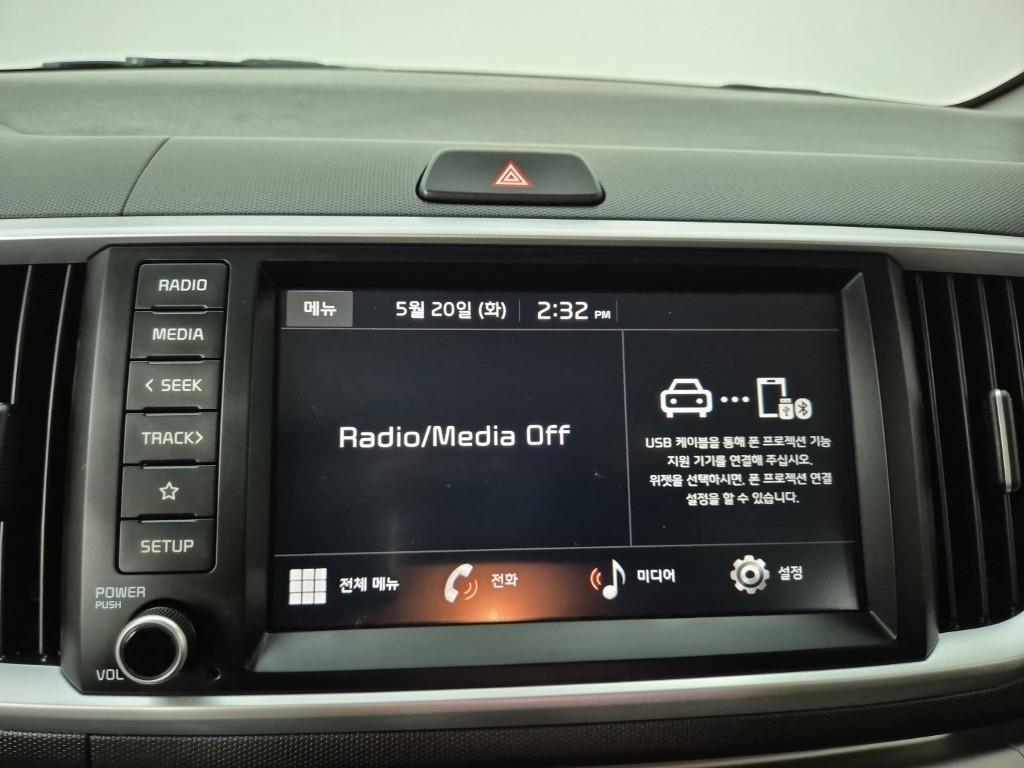 RADIO
MEDIA
< SEEK
TRACK>
SETUP
POWER
PUSH
VOL
메뉴
5월 20일 (화)
2:32 PM
Radio/Media Off
USB 케이블을 통해 폰 프로젝션 기능
지원 기기를 연결해 주십시오.
위젯을 선택하시면, 폰 프로젝션 연결
설정을 할 수 있습니다.
전체 메뉴
전화
미디어
설정